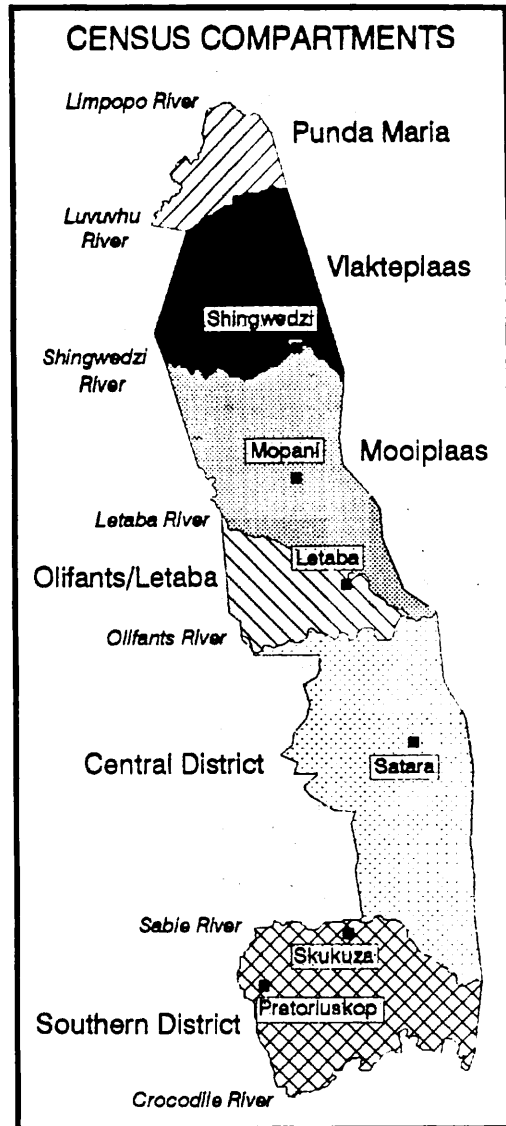 CENSUS COMPARTMENTS
Limpopo River
Punda Maria
Luvuvhu
River
Vlakteplaas
Shingwedzi
Shingwedzi
River
Mopani
Mooiplaas
Letaba River
Letaba
Olifants/Letaba
Olifants River
Central District
Satara
Sabie River
Skukuza
Pretoriuskop
Southern District
Crocodile River